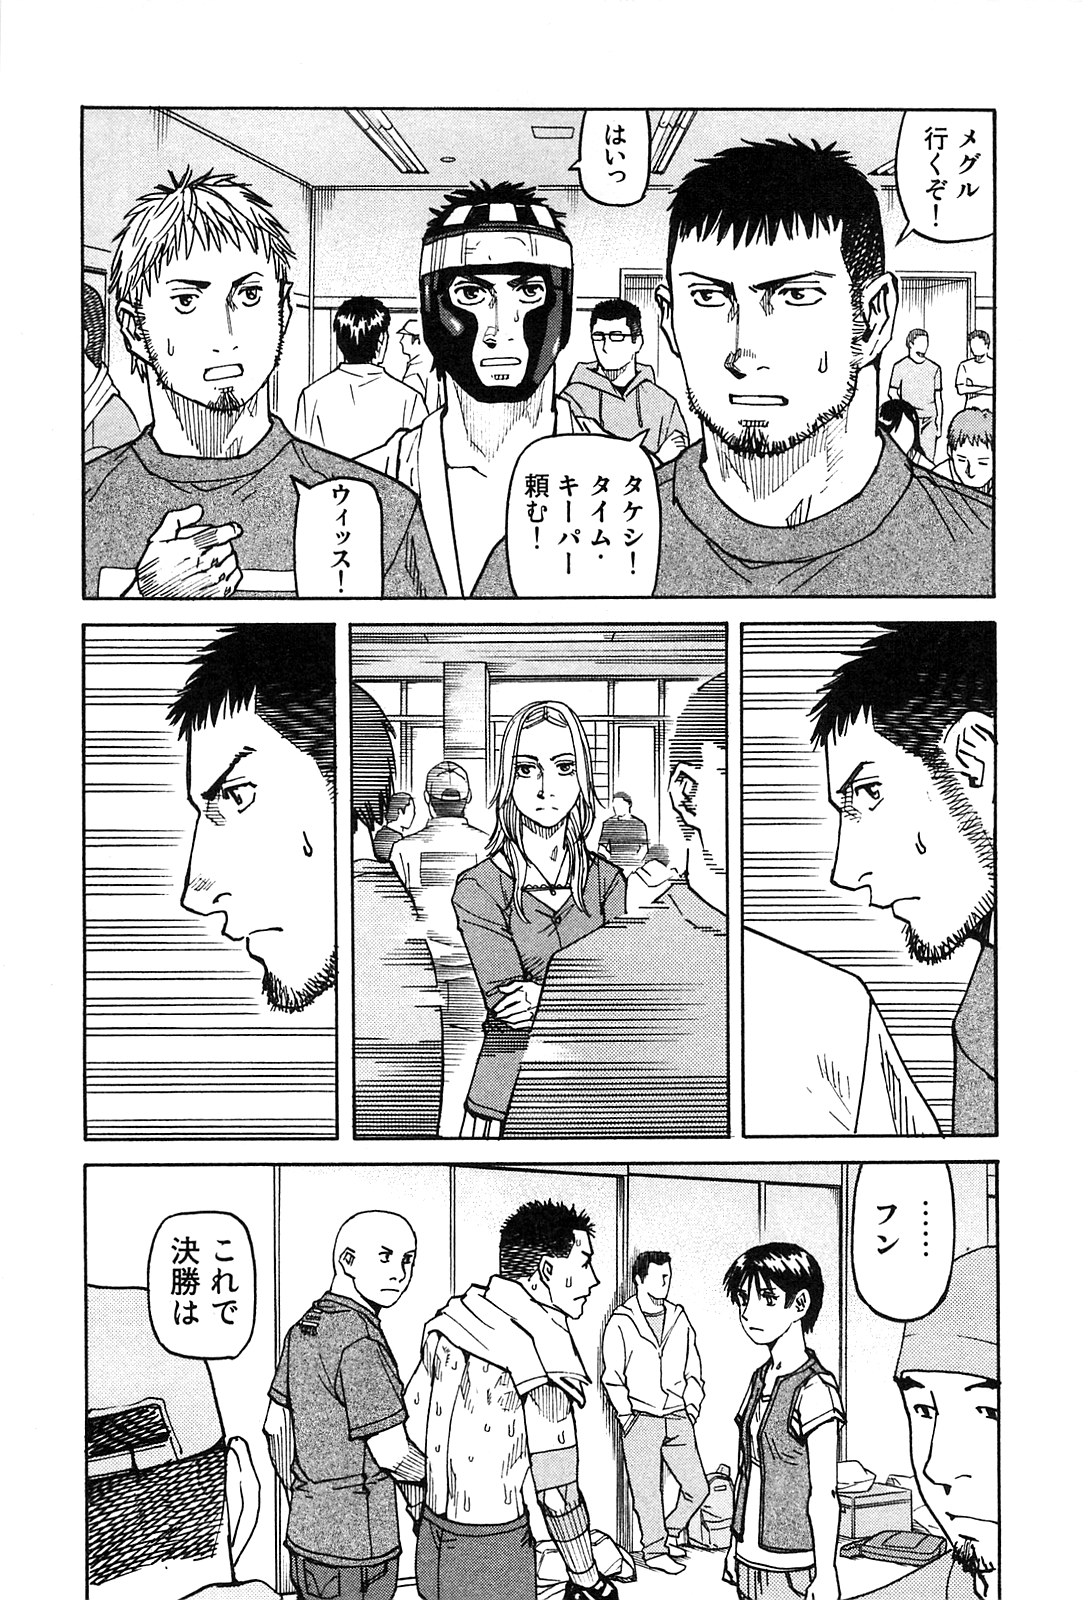 メグル
行くぞ！
はいっ
タケシ！
タイム・
キーパー
頼む！
ウィッス！
……
フン
これで
決勝は